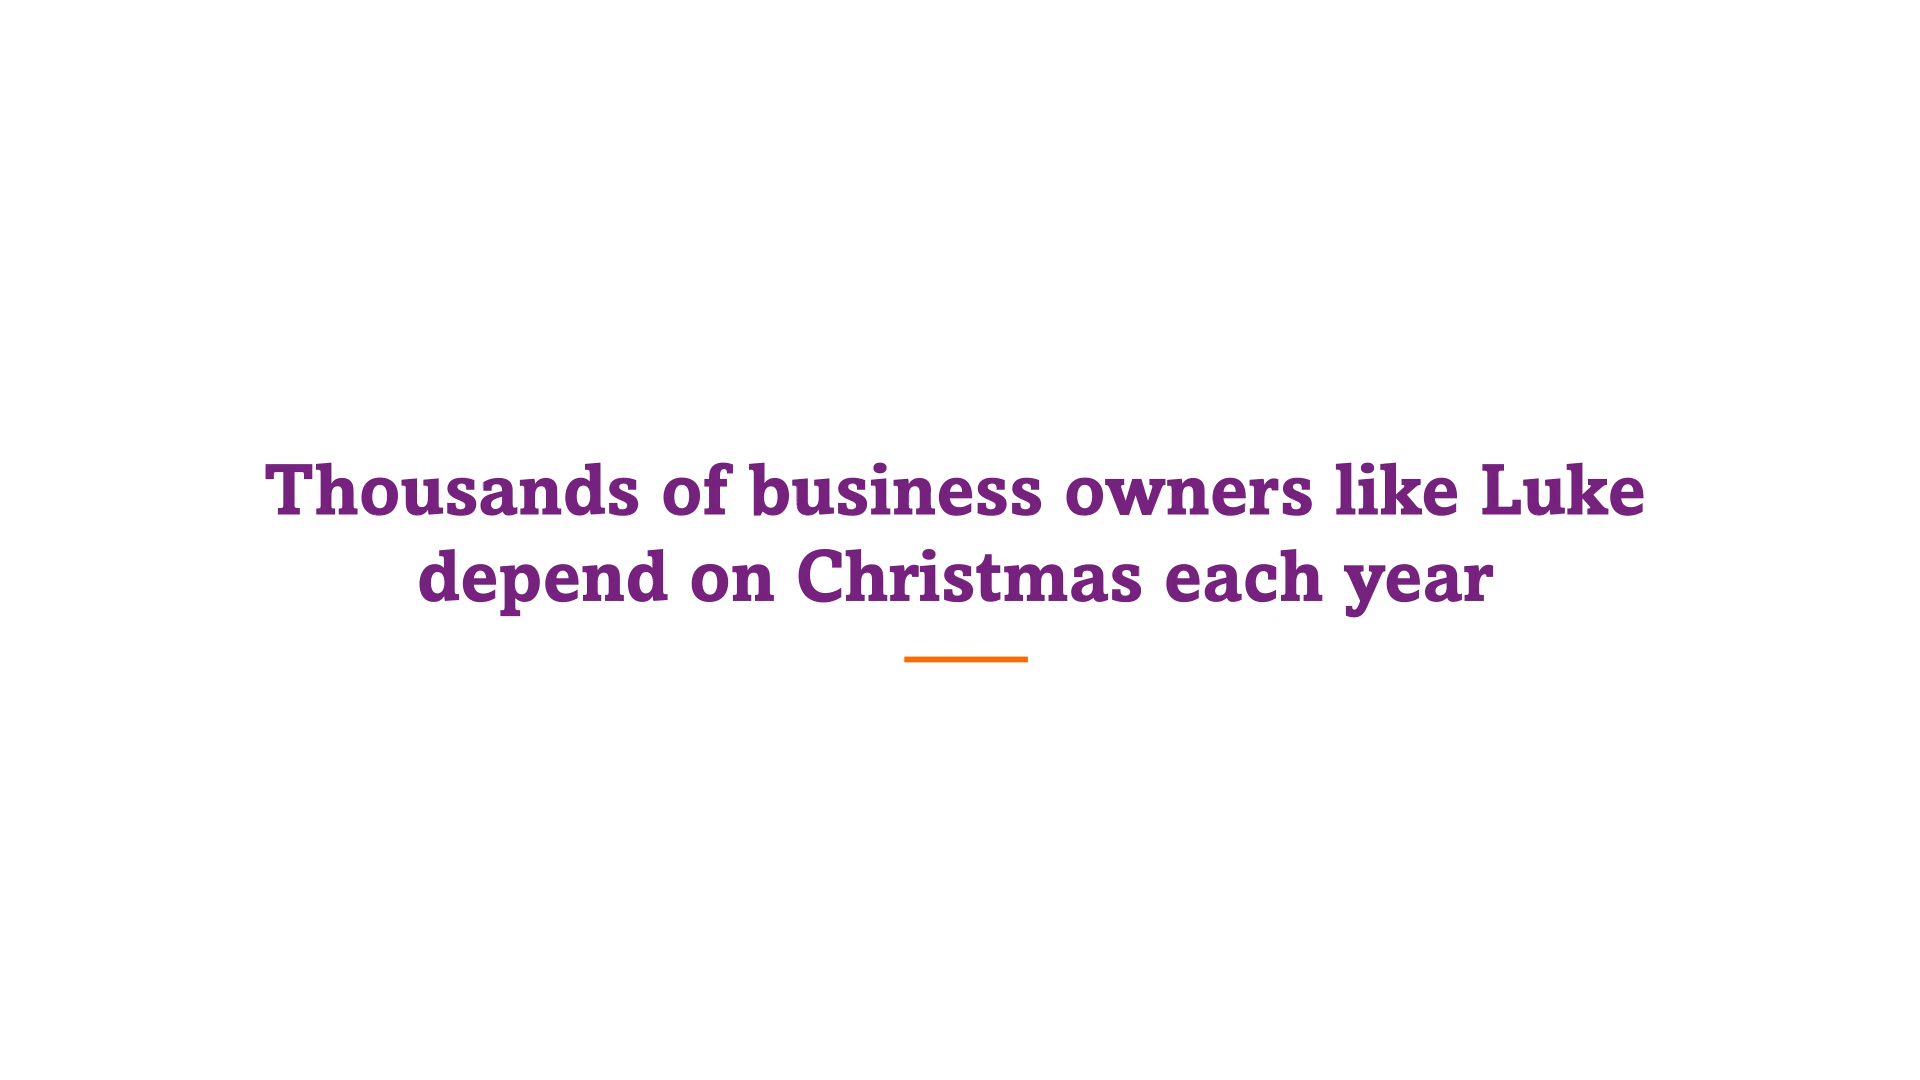 Thousands of business owners like Luke
depend on Christmas each year